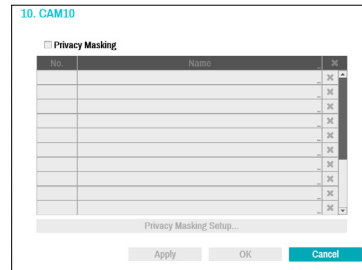 10. CAM10
Privacy Masking
No. Name
Privacy Masking Setup...
Apply OK Cancel